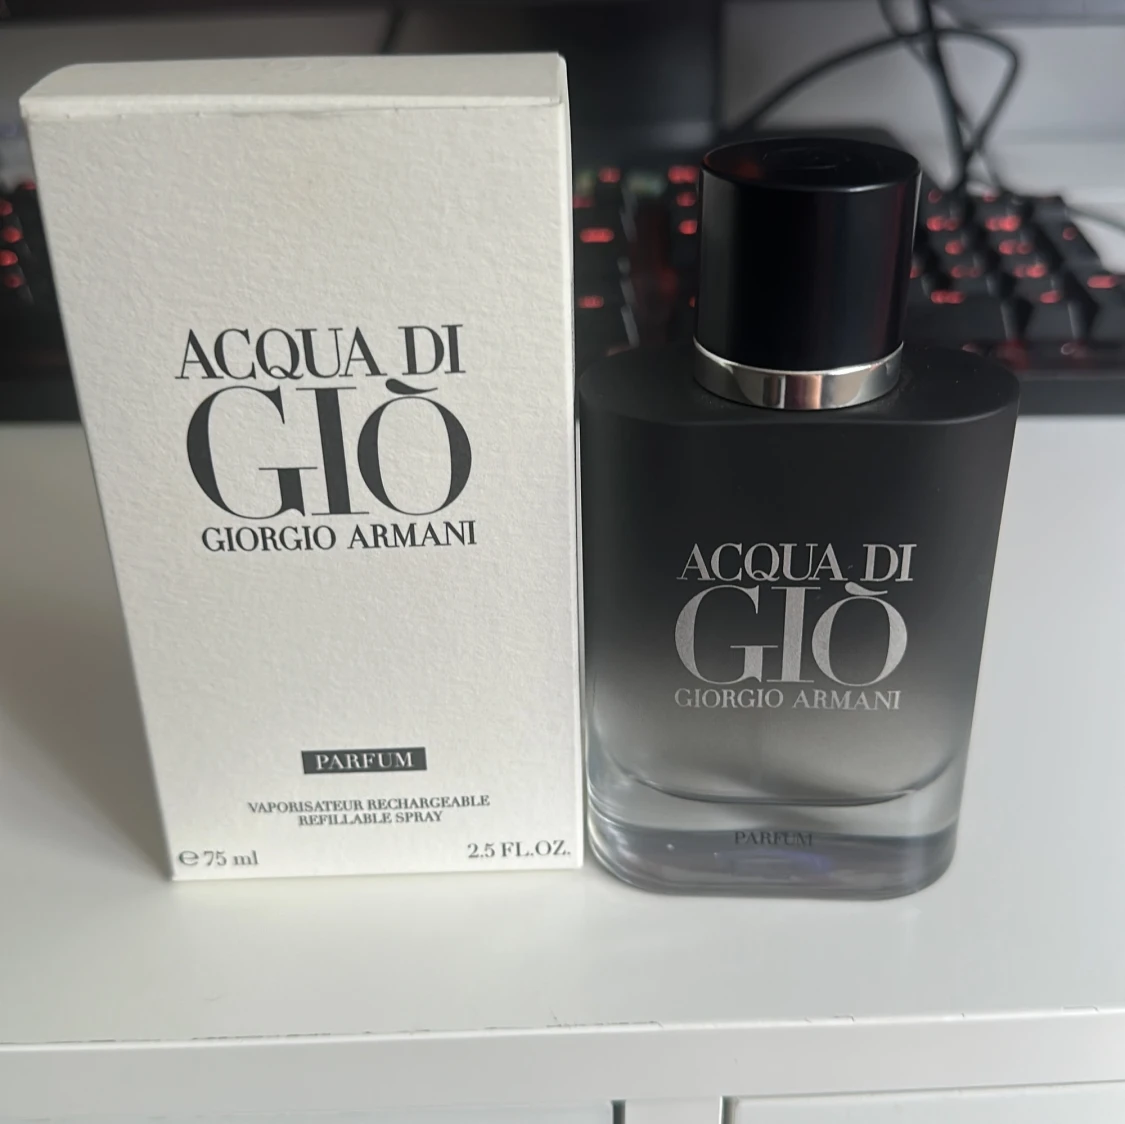 ACQUA DI
GIÒ
GIORGIO ARMANI
PARFUM
VAPORISATEUR RECHARGEABLE
REFILLABLE SPRAY
℮ 75 ml
2.5 FL.OZ.
ACQUA DI
GIÒ
GIORGIO ARMANI
PARFUM